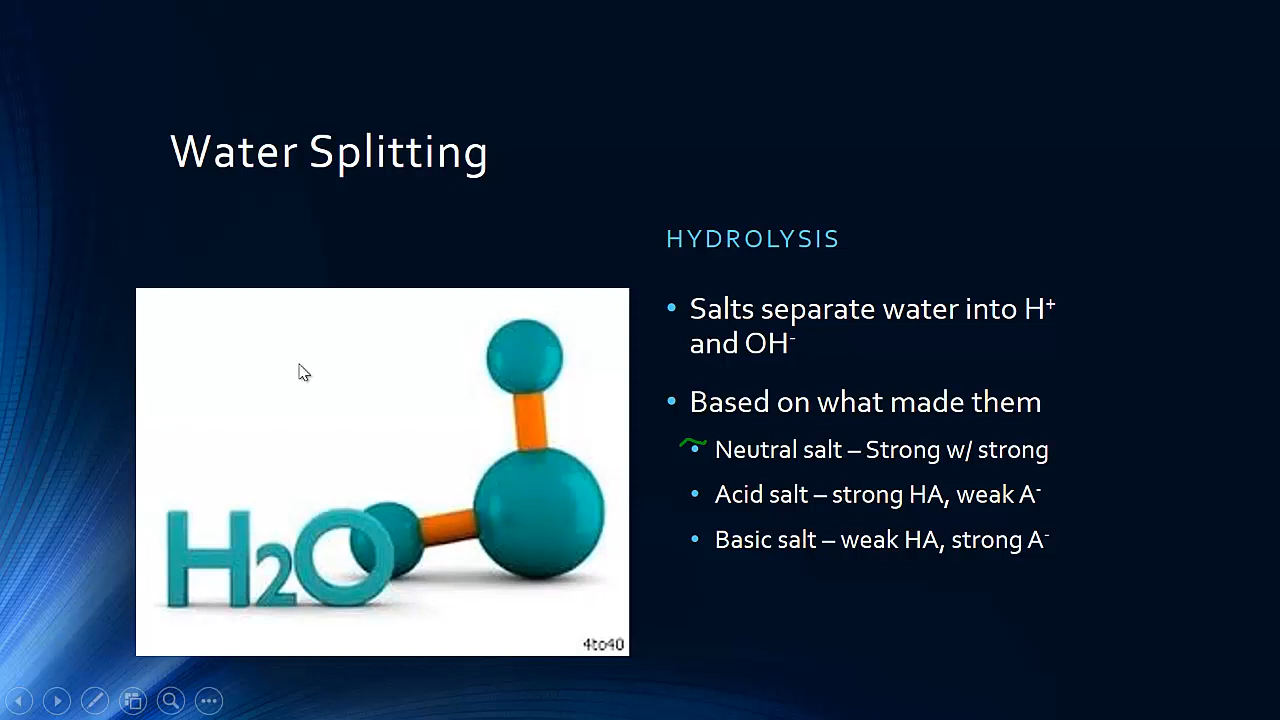 Water Splitting
HYDROLYSIS
• Salts separate water into H⁺
and OH⁻
• Based on what made them
• Neutral salt – Strong w/ strong
• Acid salt – strong HA, weak A⁻
• Basic salt – weak HA, strong A⁻
H2O
4to40